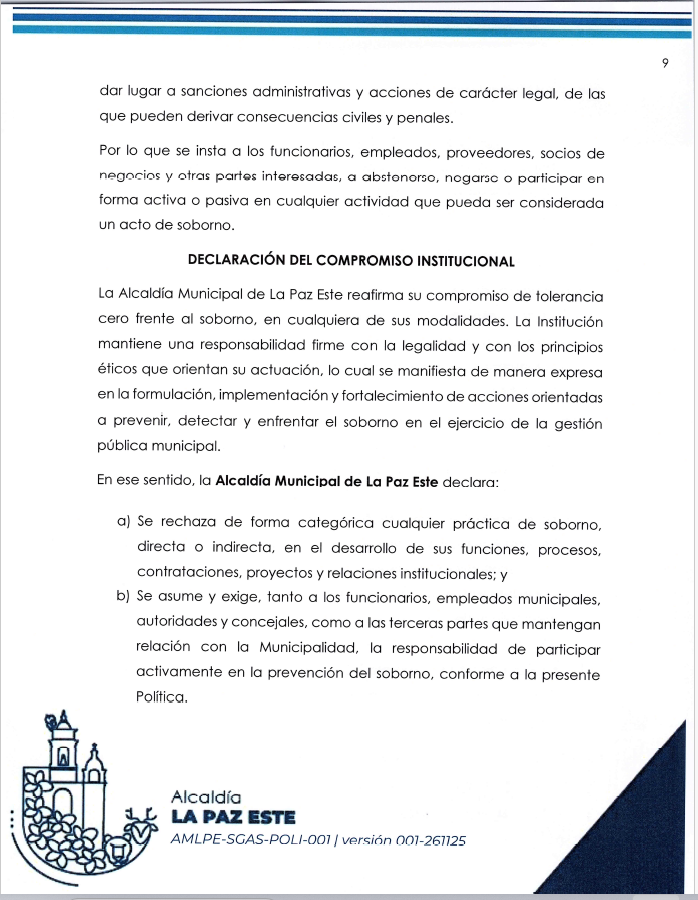 9
dar lugar a sanciones administrativas y acciones de carácter legal, de las
que pueden derivar consecuencias civiles y penales.
Por lo que se insta a los funcionarios, empleados, proveedores, socios de
negocios y otras partes interesadas, a abstenerse, negarse o participar en
forma activa o pasiva en cualquier actividad que pueda ser considerada
un acto de soborno.
DECLARACIÓN DEL COMPROMISO INSTITUCIONAL
La Alcaldía Municipal de La Paz Este reafirma su compromiso de tolerancia
cero frente al soborno, en cualquiera de sus modalidades. La Institución
mantiene una responsabilidad firme con la legalidad y con los principios
éticos que orientan su actuación, lo cual se manifiesta de manera expresa
en la formulación, implementación y fortalecimiento de acciones orientadas
a prevenir, detectar y enfrentar el soborno en el ejercicio de la gestión
pública municipal.
En ese sentido, la Alcaldía Municipal de La Paz Este declara:
a) Se rechaza de forma categórica cualquier práctica de soborno,
directa o indirecta, en el desarrollo de sus funciones, procesos,
contrataciones, proyectos y relaciones institucionales; y
b) Se asume y exige, tanto a los funcionarios, empleados municipales,
autoridades y concejales, como a las terceras partes que mantengan
relación con la Municipalidad, la responsabilidad de participar
activamente en la prevención del soborno, conforme a la presente
Política.
Alcaldía
LA PAZ ESTE
AMLPE-SGAS-POLI-001 | versión 001-261125